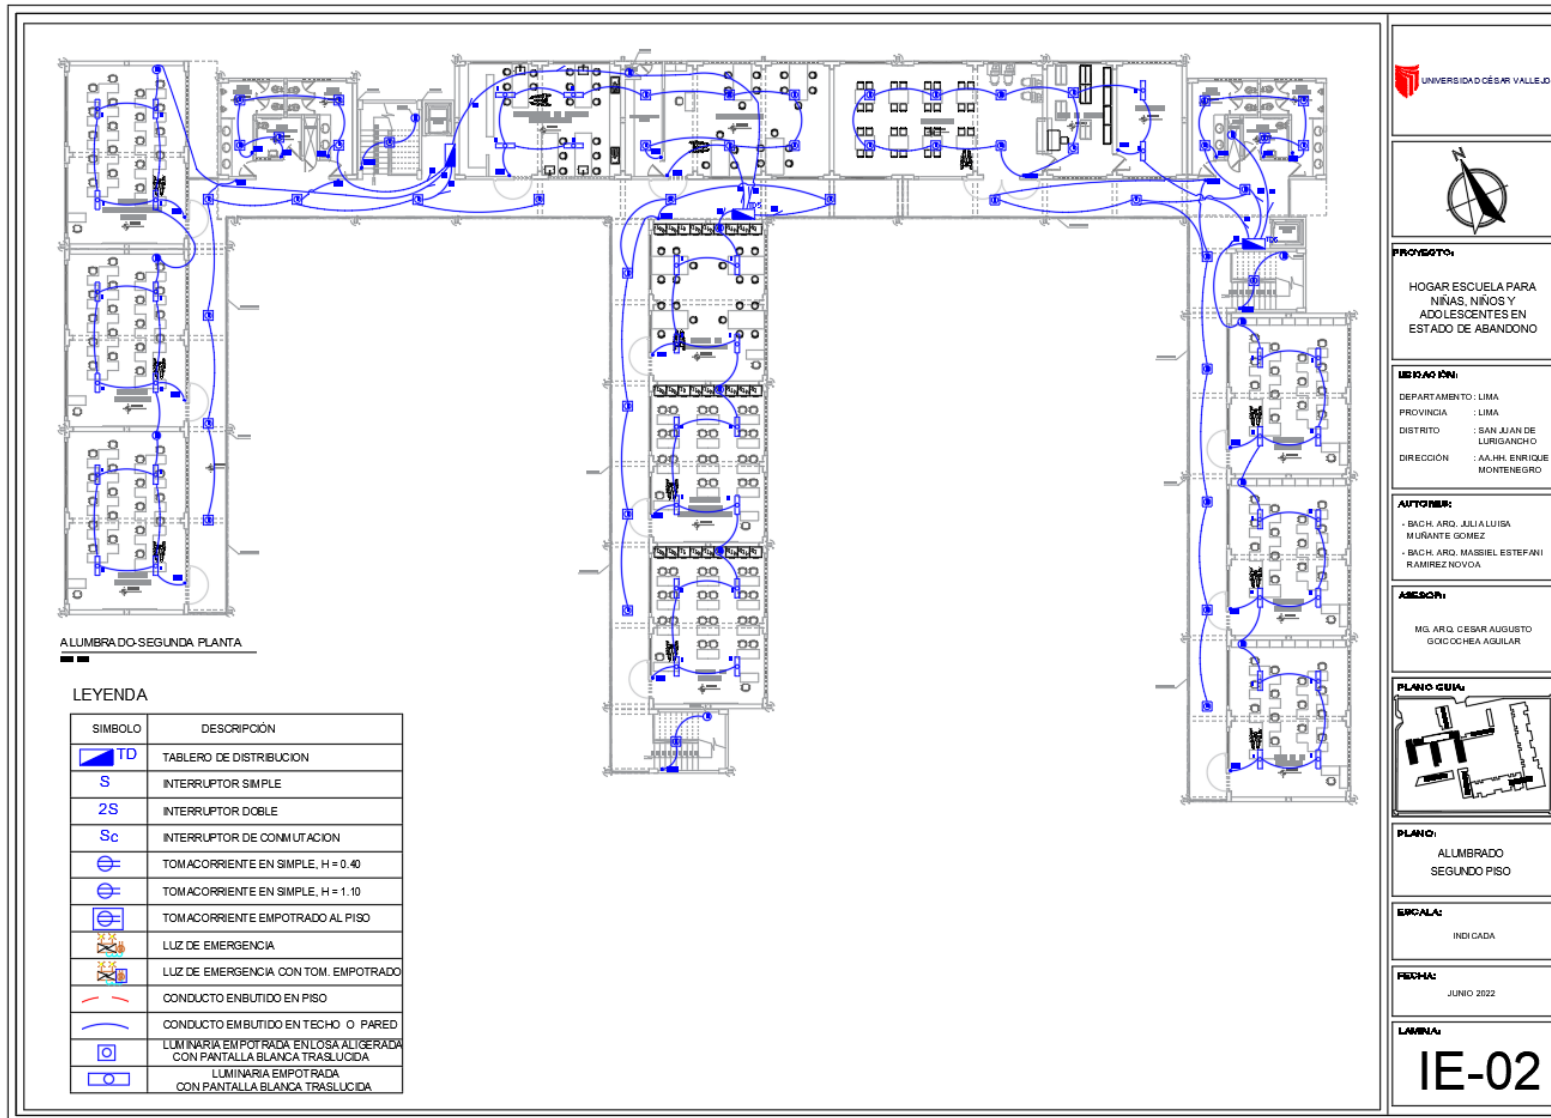 UNIVERSIDAD CÉSAR VALLEJO
N
PROYECTO:
HOGAR ESCUELA PARA
NIÑAS, NIÑOS Y
ADOLESCENTES EN
ESTADO DE ABANDONO
UBICACIÓN:
DEPARTAMENTO : LIMA
PROVINCIA : LIMA
DISTRITO : SAN JUAN DE
LURIGANCHO
DIRECCIÓN : AA.HH. ENRIQUE
MONTENEGRO
AUTORES:
- BACH. ARQ. JULIA LUISA
MUÑANTE GOMEZ
- BACH. ARQ. MASSIEL ESTEFANI
RAMIREZ NOVOA
ASESOR:
MG. ARQ. CESAR AUGUSTO
GOICOCHEA AGUILAR
PLANO GUIA:
PLANO:
ALUMBRADO
SEGUNDO PISO
ESCALA:
INDICADA
FECHA:
JUNIO 2022
LAMINA:
IE-02
ALUMBRADO-SEGUNDA PLANTA
LEYENDA
SIMBOLO DESCRIPCIÓN
TD TABLERO DE DISTRIBUCION
S INTERRUPTOR SIMPLE
2S INTERRUPTOR DOBLE
Sc INTERRUPTOR DE CONMUTACION
TOMACORRIENTE EN SIMPLE, H = 0.40
TOMACORRIENTE EN SIMPLE, H = 1.10
TOMACORRIENTE EMPOTRADO AL PISO
LUZ DE EMERGENCIA
LUZ DE EMERGENCIA CON TOM. EMPOTRADO
CONDUCTO ENBUTIDO EN PISO
CONDUCTO EMBUTIDO EN TECHO O PARED
LUMINARIA EMPOTRADA EN LOSA ALIGERADA
CON PANTALLA BLANCA TRASLUCIDA
LUMINARIA EMPOTRADA
CON PANTALLA BLANCA TRASLUCIDA